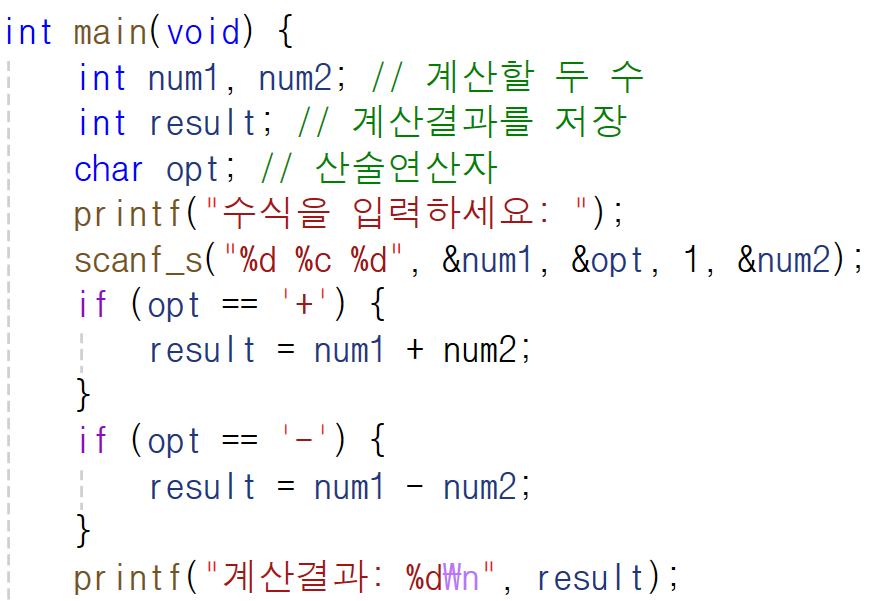 int main(void) {
int num1, num2; // 계산할 두 수
int result; // 계산결과를 저장
char opt; // 산술연산자
printf("수식을 입력하세요: ");
scanf_s("%d %c %d", &num1, &opt, 1, &num2);
if (opt == '+') {
result = num1 + num2;
}
if (opt == '-') {
result = num1 - num2;
}
printf("계산결과: %d₩n", result);